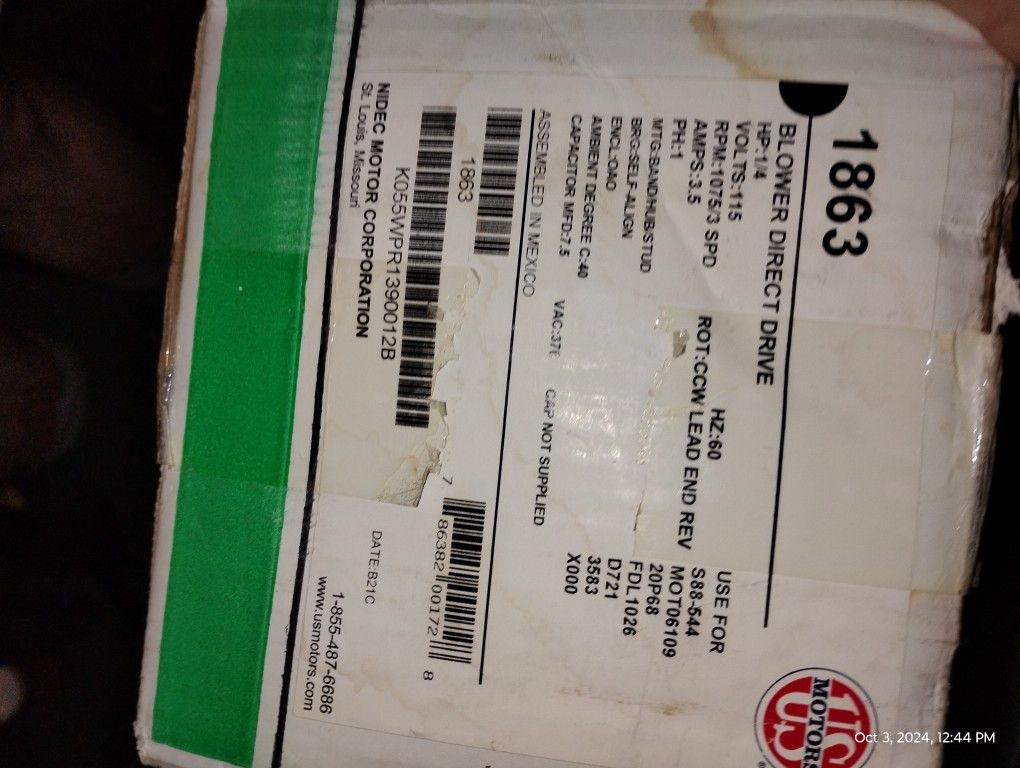 1863
BLOWER DIRECT DRIVE
HP:1/4
VOLTS:115 HZ:60 USE FOR
RPM:1075/3 SPD ROT:CCW LEAD END REV S88-544
AMPS:3.5 MOT06109
PH:1 20P68
MTG:BAND/HUB/STUD FDL1026
BRG:SELF-ALIGN D721
ENCL:OAO 3583
AMBIENT DEGREE C:40 X000
CAPACITOR MFD:7.5 VAC:370 CAP NOT SUPPLIED
ASSEMBLED IN MEXICO
1863
7 86382 00172 8
K055WPR1390012B
NIDEC MOTOR CORPORATION
St. Louis, Missouri
DATE:B21C
1-855-487-6686
www.usmotors.com
US
MOTORS
Oct 3, 2024, 12:44 PM